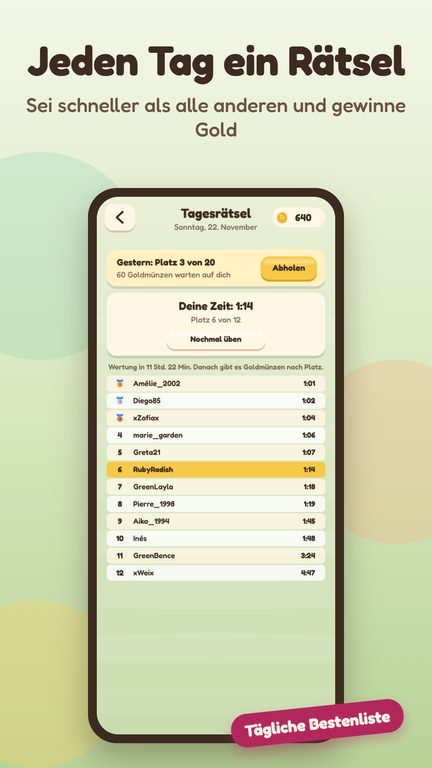 Jeden Tag ein Rätsel
Sei schneller als alle anderen und gewinne
Gold
Tagesrätsel
Sonntag, 22. November
640
Gestern: Platz 3 von 20
60 Goldmünzen warten auf dich
Abholen
Deine Zeit: 1:14
Platz 6 von 12
Nochmal üben
Wertung in 11 Std. 22 Min. Danach gibt es Goldmünzen nach Platz.
Amélie_2002 1:01
Diego85 1:02
xZofiax 1:04
4 marie_garden 1:06
5 Greta21 1:07
6 RubyRadish 1:14
7 GreenLayla 1:18
8 Pierre_1998 1:19
9 Aiko_1994 1:45
10 Inés 1:48
11 GreenBence 3:24
12 xWeix 4:47
Tägliche Bestenliste